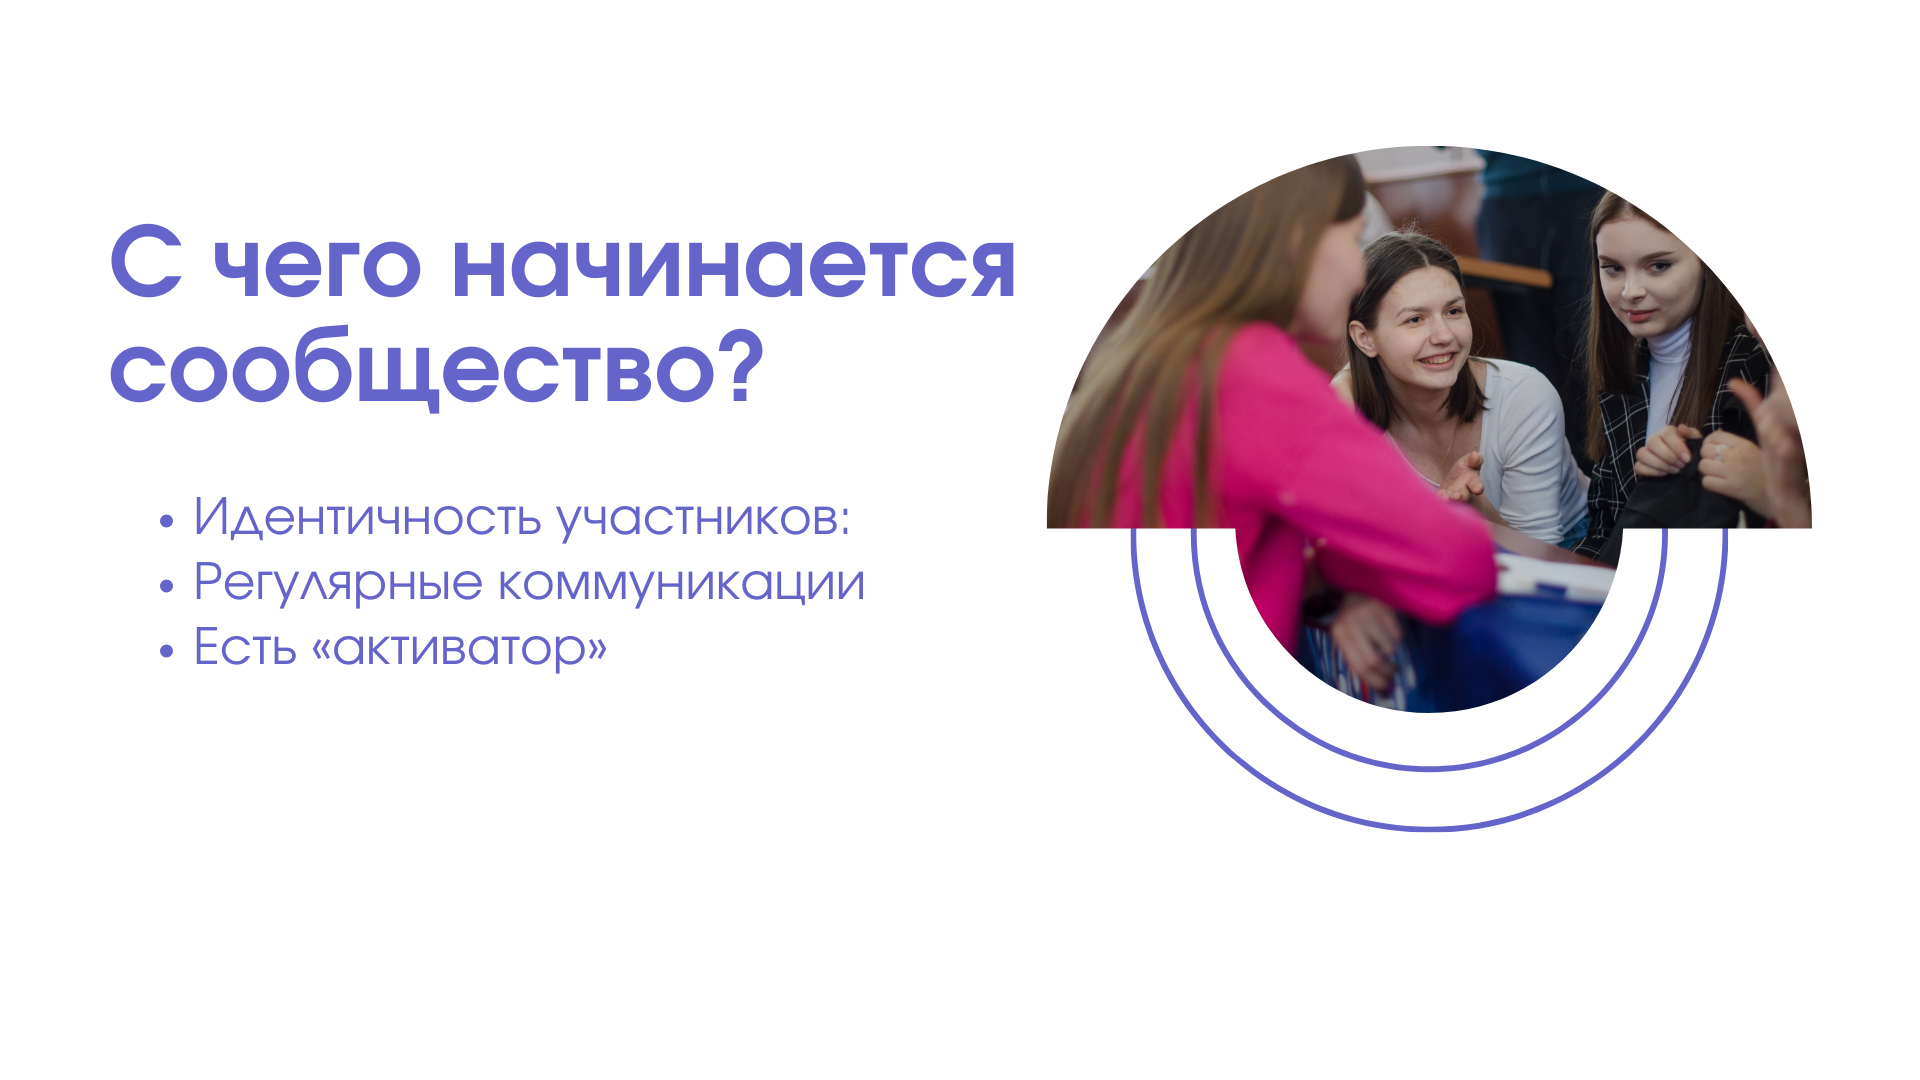 С чего начинается
сообщество?
• Идентичность участников:
• Регулярные коммуникации
• Есть «активатор»